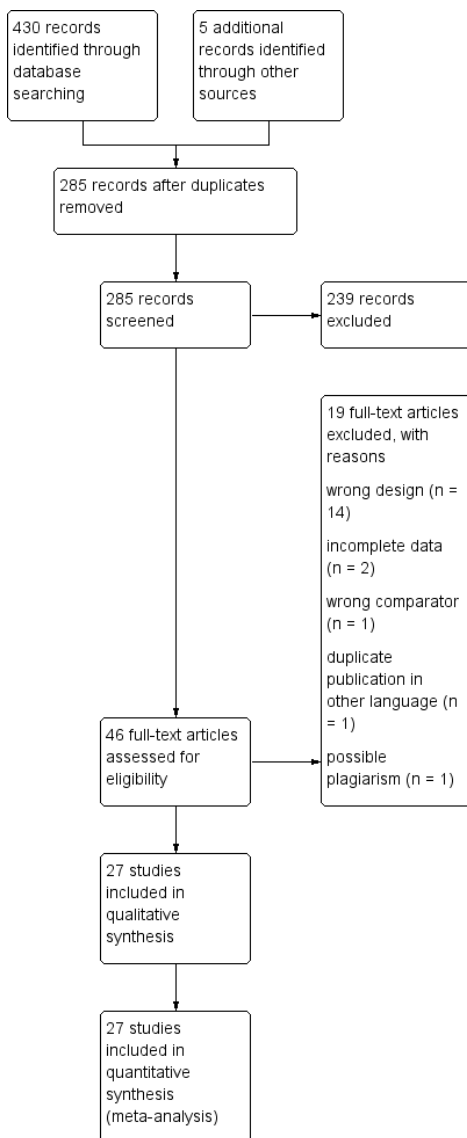 430 records
identified through
database
searching
5 additional
records identified
through other
sources
285 records after duplicates
removed
285 records
screened
239 records
excluded
19 full-text articles
excluded, with
reasons
wrong design (n =
14)
incomplete data
(n = 2)
wrong comparator
(n = 1)
duplicate
publication in
other language (n
= 1)
possible
plagiarism (n = 1)
46 full-text articles
assessed for
eligibility
27 studies
included in
qualitative
synthesis
27 studies
included in
quantitative
synthesis
(meta-analysis)